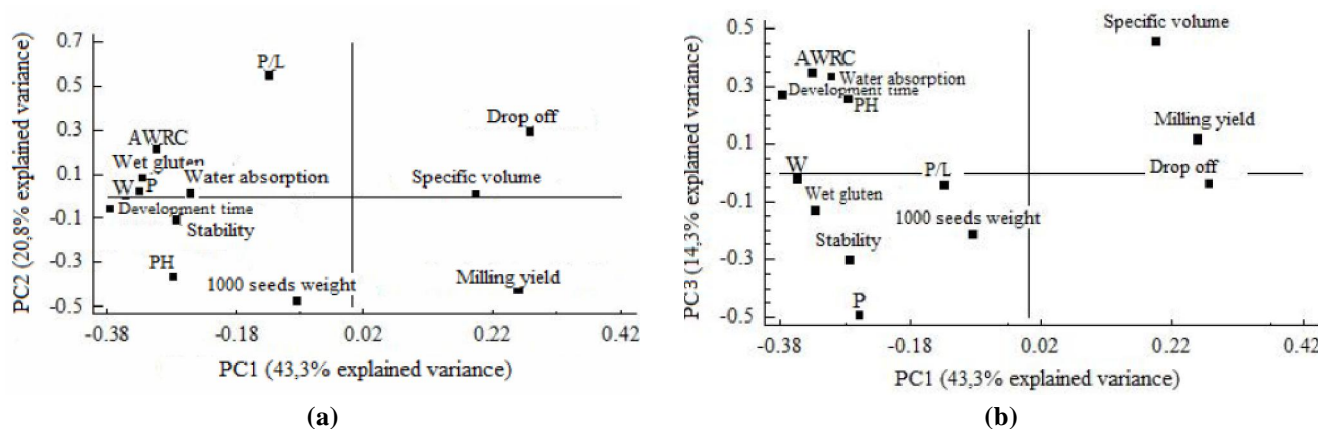 0.7
0.5
0.3
0.1
-0.1
-0.3
-0.5
PC2 (20,8% explained variance)
P/L
Drop off
AWRC
Wet gluten
W P
Water absorption
Specific volume
Development time
Stability
PH
1000 seeds weight
Milling yield
-0.38
-0.18
0.02
0.22
0.42
PC1 (43,3% explained variance)
(a)
0.5
0.3
0.1
-0.1
-0.3
-0.5
PC3 (14,3% explained variance)
Specific volume
AWRC
Water absorption
Development time
PH
Milling yield
W
P/L
Drop off
Wet gluten
1000 seeds weight
Stability
P
-0.38
-0.18
0.02
0.22
0.42
PC1 (43,3% explained variance)
(b)